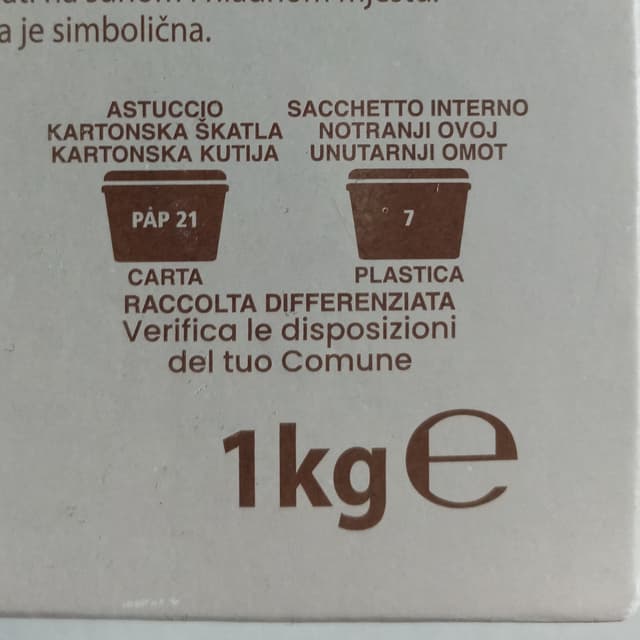 a je simbolična.
ASTUCCIO
KARTONSKA ŠKATLA
KARTONSKA KUTIJA
SACCHETTO INTERNO
NOTRANJI OVOJ
UNUTARNJI OMOT
PAP 21
7
CARTA
PLASTICA
RACCOLTA DIFFERENZIATA
Verifica le disposizioni
del tuo Comune
1kg e